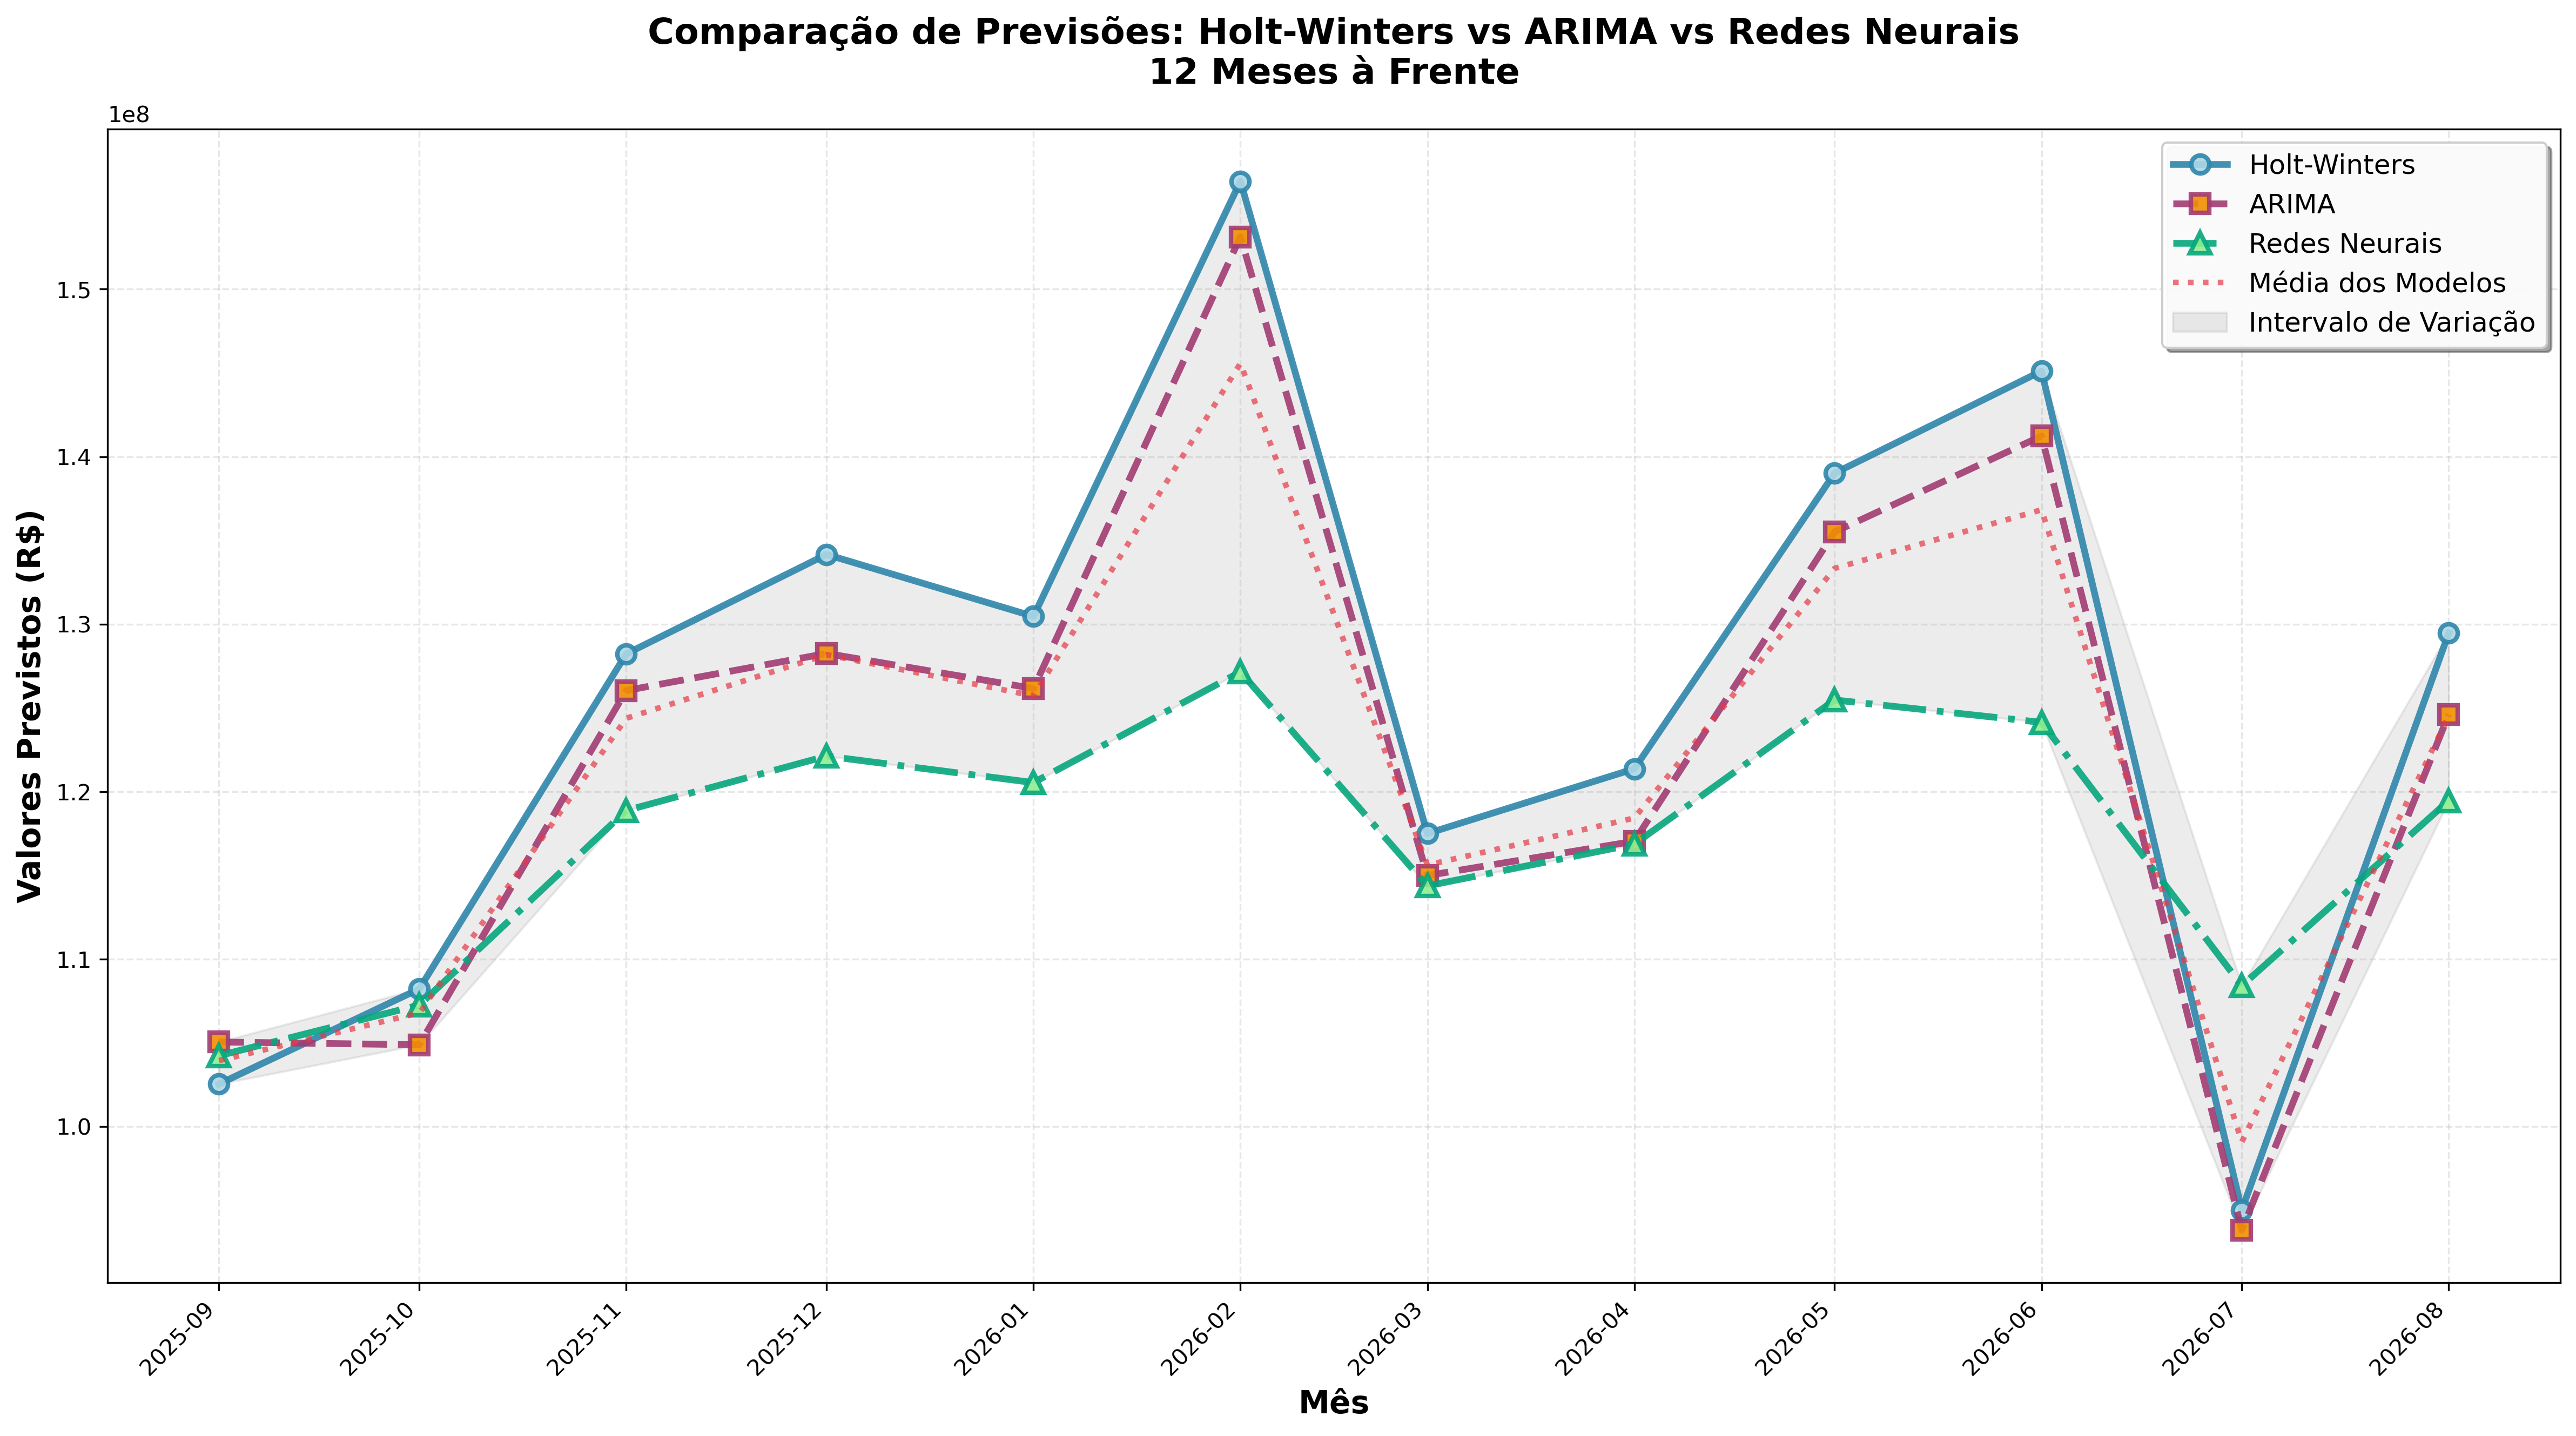 Comparação de Previsões: Holt-Winters vs ARIMA vs Redes Neurais
12 Meses à Frente
1e8
Holt-Winters
ARIMA
Redes Neurais
Média dos Modelos
Intervalo de Variação
Valores Previstos (R$)
1.5
1.4
1.3
1.2
1.1
1.0
2025-09
2025-10
2025-11
2025-12
2026-01
2026-02
2026-03
2026-04
2026-05
2026-06
2026-07
2026-08
Mês